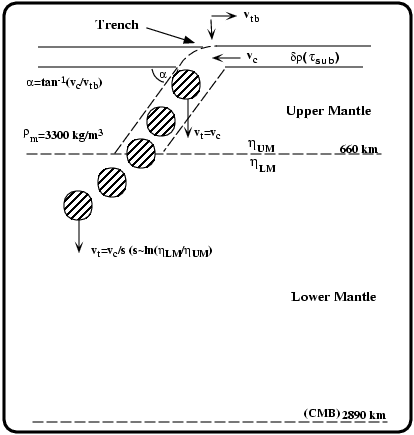 v_tb
Trench
v_c
δρ(τ_sub)
α
α=tan⁻¹(v_c/v_tb)
Upper Mantle
ρ_m=3300 kg/m³
v_t=v_c
η_UM
660 km
η_LM
v_t=v_c/s (s~ln(η_LM/η_UM)
Lower Mantle
(CMB) 2890 km